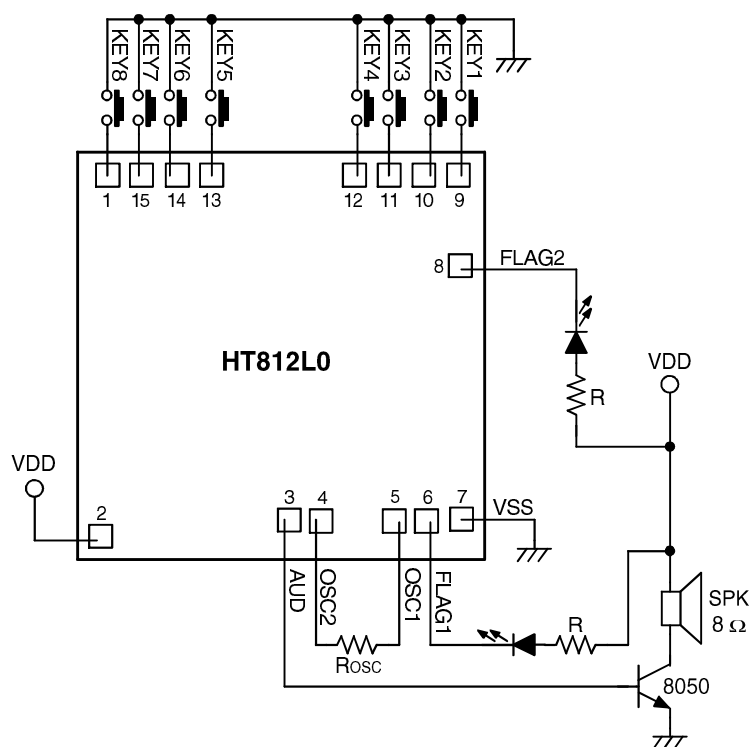 KEY8 KEY7 KEY6 KEY5 KEY4 KEY3 KEY2 KEY1
1 15 14 13 12 11 10 9
8 FLAG2
HT812L0
VDD
R
VDD
2
3 4 5 6 7
VSS
AUD OSC2 OSC1 FLAG1
ROSC
R
SPK
8 Ω
8050